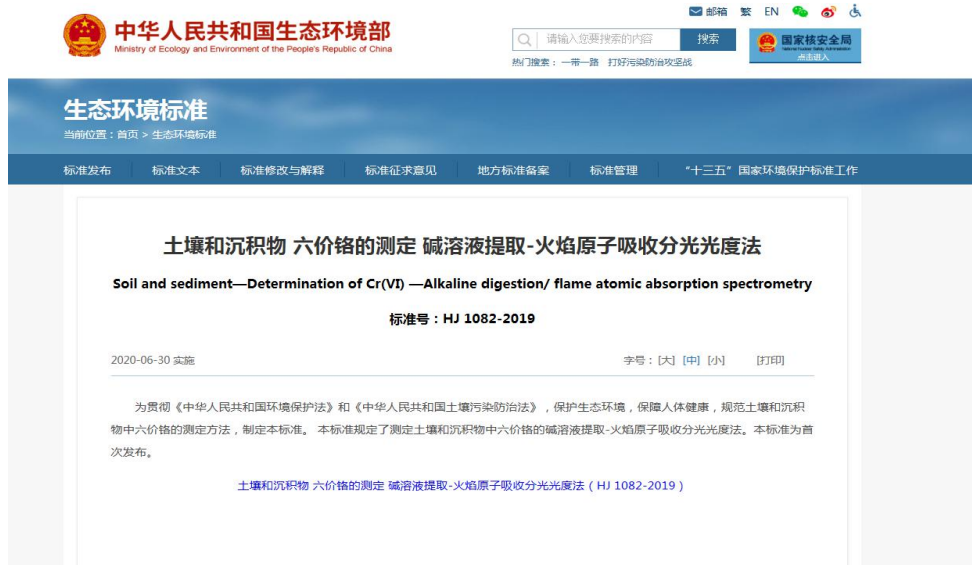 邮箱 繁 EN
中华人民共和国生态环境部
Ministry of Ecology and Environment of the People's Republic of China
请输入您要搜索的内容 搜索
国家核安全局
National Nuclear Safety Administration
点击进入
热门搜索： 一带一路 打好污染防治攻坚战
生态环境标准
当前位置：首页 > 生态环境标准
标准发布 标准文本 标准修改与解释 标准征求意见 地方标准备案 标准管理 “十三五”国家环境保护标准工作
土壤和沉积物 六价铬的测定 碱溶液提取-火焰原子吸收分光光度法
Soil and sediment—Determination of Cr(VI) —Alkaline digestion/ flame atomic absorption spectrometry
标准号：HJ 1082-2019
2020-06-30 实施 字号：[大] [中] [小] [打印]
为贯彻《中华人民共和国环境保护法》和《中华人民共和国土壤污染防治法》，保护生态环境，保障人体健康，规范土壤和沉积
物中六价铬的测定方法，制定本标准。 本标准规定了测定土壤和沉积物中六价铬的碱溶液提取-火焰原子吸收分光光度法。本标准为首
次发布。
土壤和沉积物 六价铬的测定 碱溶液提取-火焰原子吸收分光光度法（HJ 1082-2019）